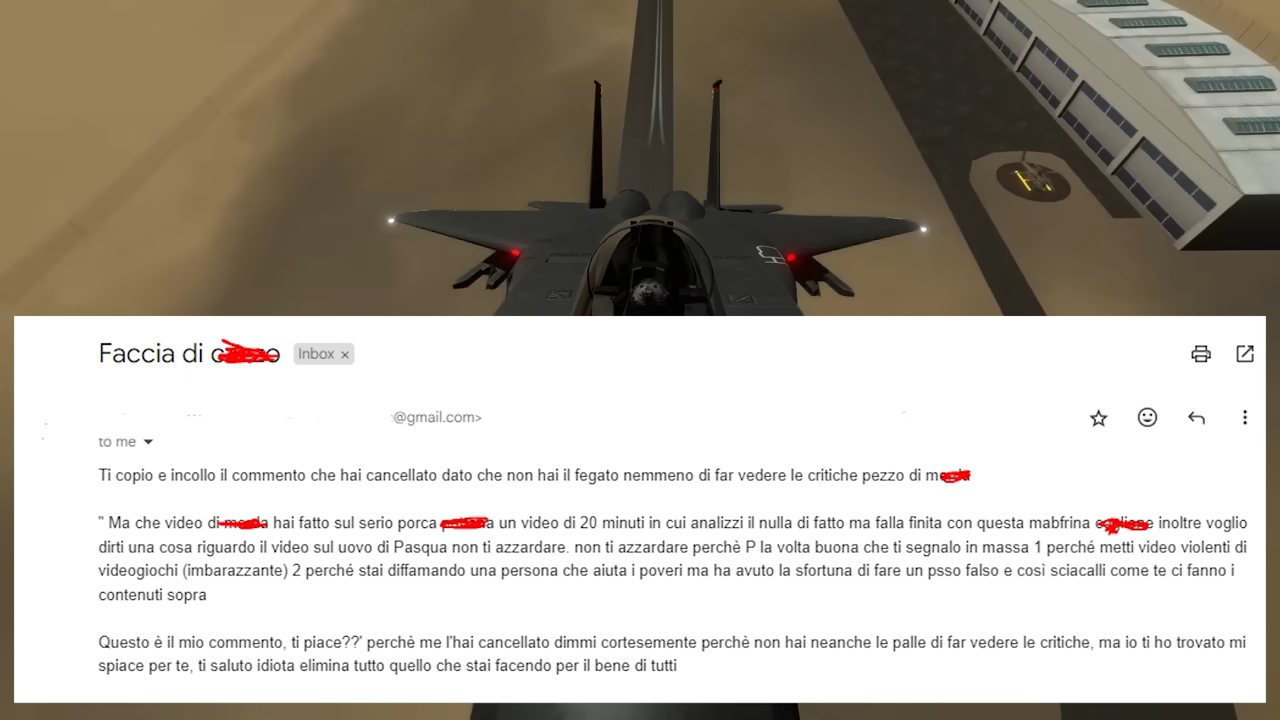 Faccia di
Inbox ×
@gmail.com>
to me
Ti copio e incollo il commento che hai cancellato dato che non hai il fegato nemmeno di far vedere le critiche pezzo di
" Ma che video di hai fatto sul serio porca un video di 20 minuti in cui analizzi il nulla di fatto ma falla finita con questa mabfrina inoltre voglio
dirti una cosa riguardo il video sul uovo di Pasqua non ti azzardare. non ti azzardare perchè P la volta buona che ti segnalo in massa 1 perché metti video violenti di
videogiochi (imbarazzante) 2 perché stai diffamando una persona che aiuta i poveri ma ha avuto la sfortuna di fare un psso falso e così sciacalli come te ci fanno i
contenuti sopra
Questo è il mio commento, ti piace??' perchè me l'hai cancellato dimmi cortesemente perchè non hai neanche le palle di far vedere le critiche, ma io ti ho trovato mi
spiace per te, ti saluto idiota elimina tutto quello che stai facendo per il bene di tutti